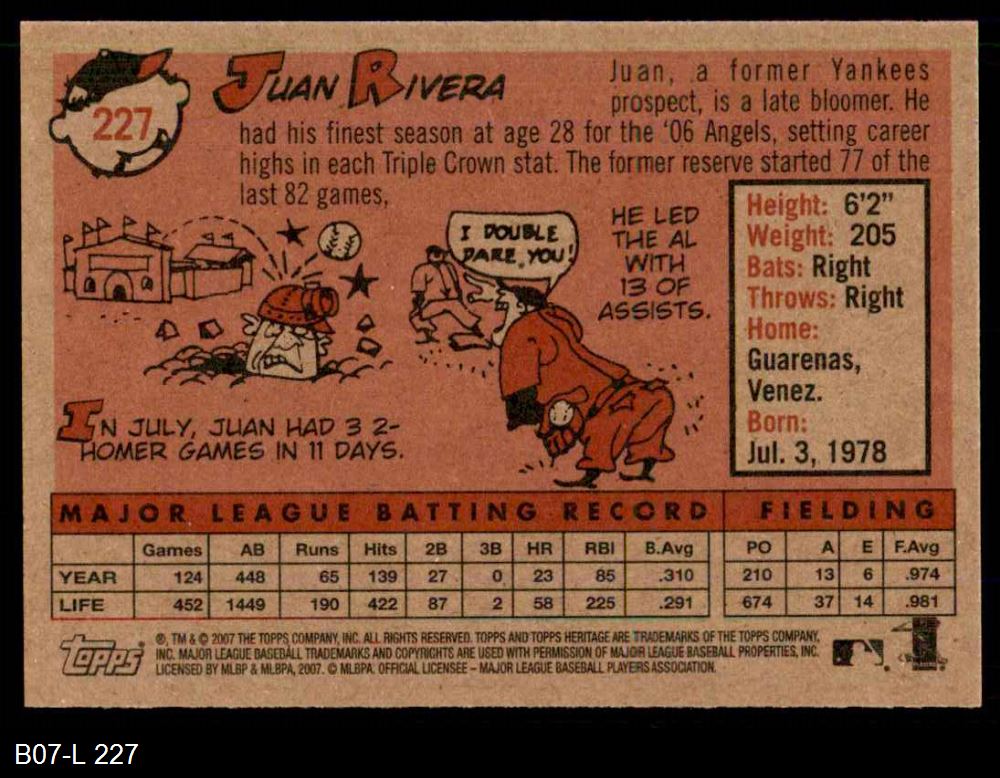 227
JUAN RIVERA
Juan, a former Yankees
prospect, is a late bloomer. He
had his finest season at age 28 for the '06 Angels, setting career
highs in each Triple Crown stat. The former reserve started 77 of the
last 82 games,
I DOUBLE
DARE YOU!
HE LED
THE AL
WITH
13 OF
ASSISTS.
IN JULY, JUAN HAD 3 2-
HOMER GAMES IN 11 DAYS.
Height: 6'2"
Weight: 205
Bats: Right
Throws: Right
Home:
Guarenas,
Venez.
Born:
Jul. 3, 1978
MAJOR LEAGUE BATTING RECORD FIELDING
Games AB Runs Hits 2B 3B HR RBI B.Avg PO A E F.Avg
YEAR 124 448 65 139 27 0 23 85 .310 210 13 6 .974
LIFE 452 1449 190 422 87 2 58 225 .291 674 37 14 .981
Topps
®, TM & © 2007 THE TOPPS COMPANY, INC. ALL RIGHTS RESERVED. TOPPS AND TOPPS HERITAGE ARE TRADEMARKS OF THE TOPPS COMPANY,
INC. MAJOR LEAGUE BASEBALL TRADEMARKS AND COPYRIGHTS ARE USED WITH PERMISSION OF MAJOR LEAGUE BASEBALL PROPERTIES, INC.
LICENSED BY MLBP & MLBPA, 2007. © MLBPA. OFFICIAL LICENSEE – MAJOR LEAGUE BASEBALL PLAYERS ASSOCIATION.
B07-L 227